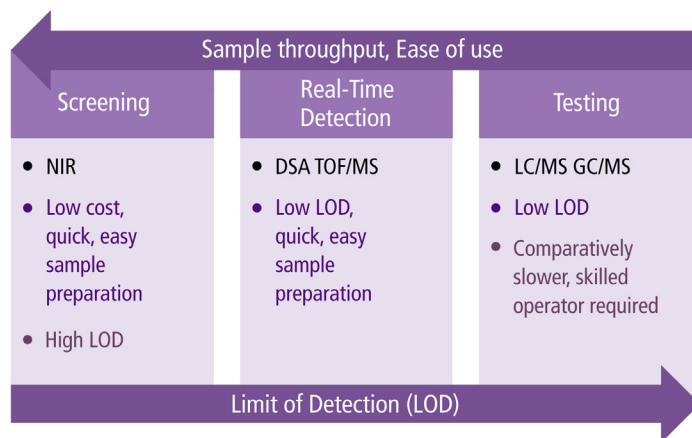 Sample throughput, Ease of use
Screening
• NIR
• Low cost,
quick, easy
sample
preparation
• High LOD
Real-Time
Detection
• DSA TOF/MS
• Low LOD,
quick, easy
sample
preparation
Testing
• LC/MS GC/MS
• Low LOD
• Comparatively
slower, skilled
operator required
Limit of Detection (LOD)